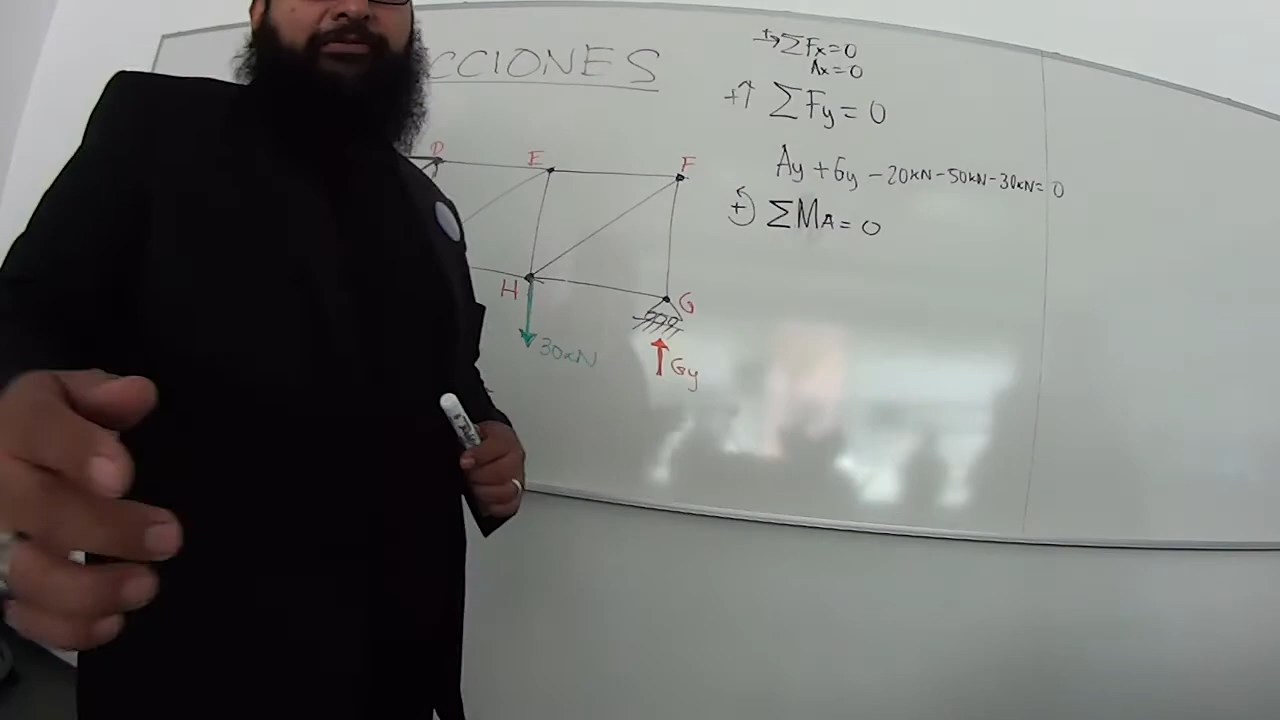 CCIONES
+→ ΣFx=0
Ax=0
+↑ ΣFy=0
Ay+Gy-20kN-50kN-30kN=0
+ ΣMA=0
D E F
H G
30kN
Gy